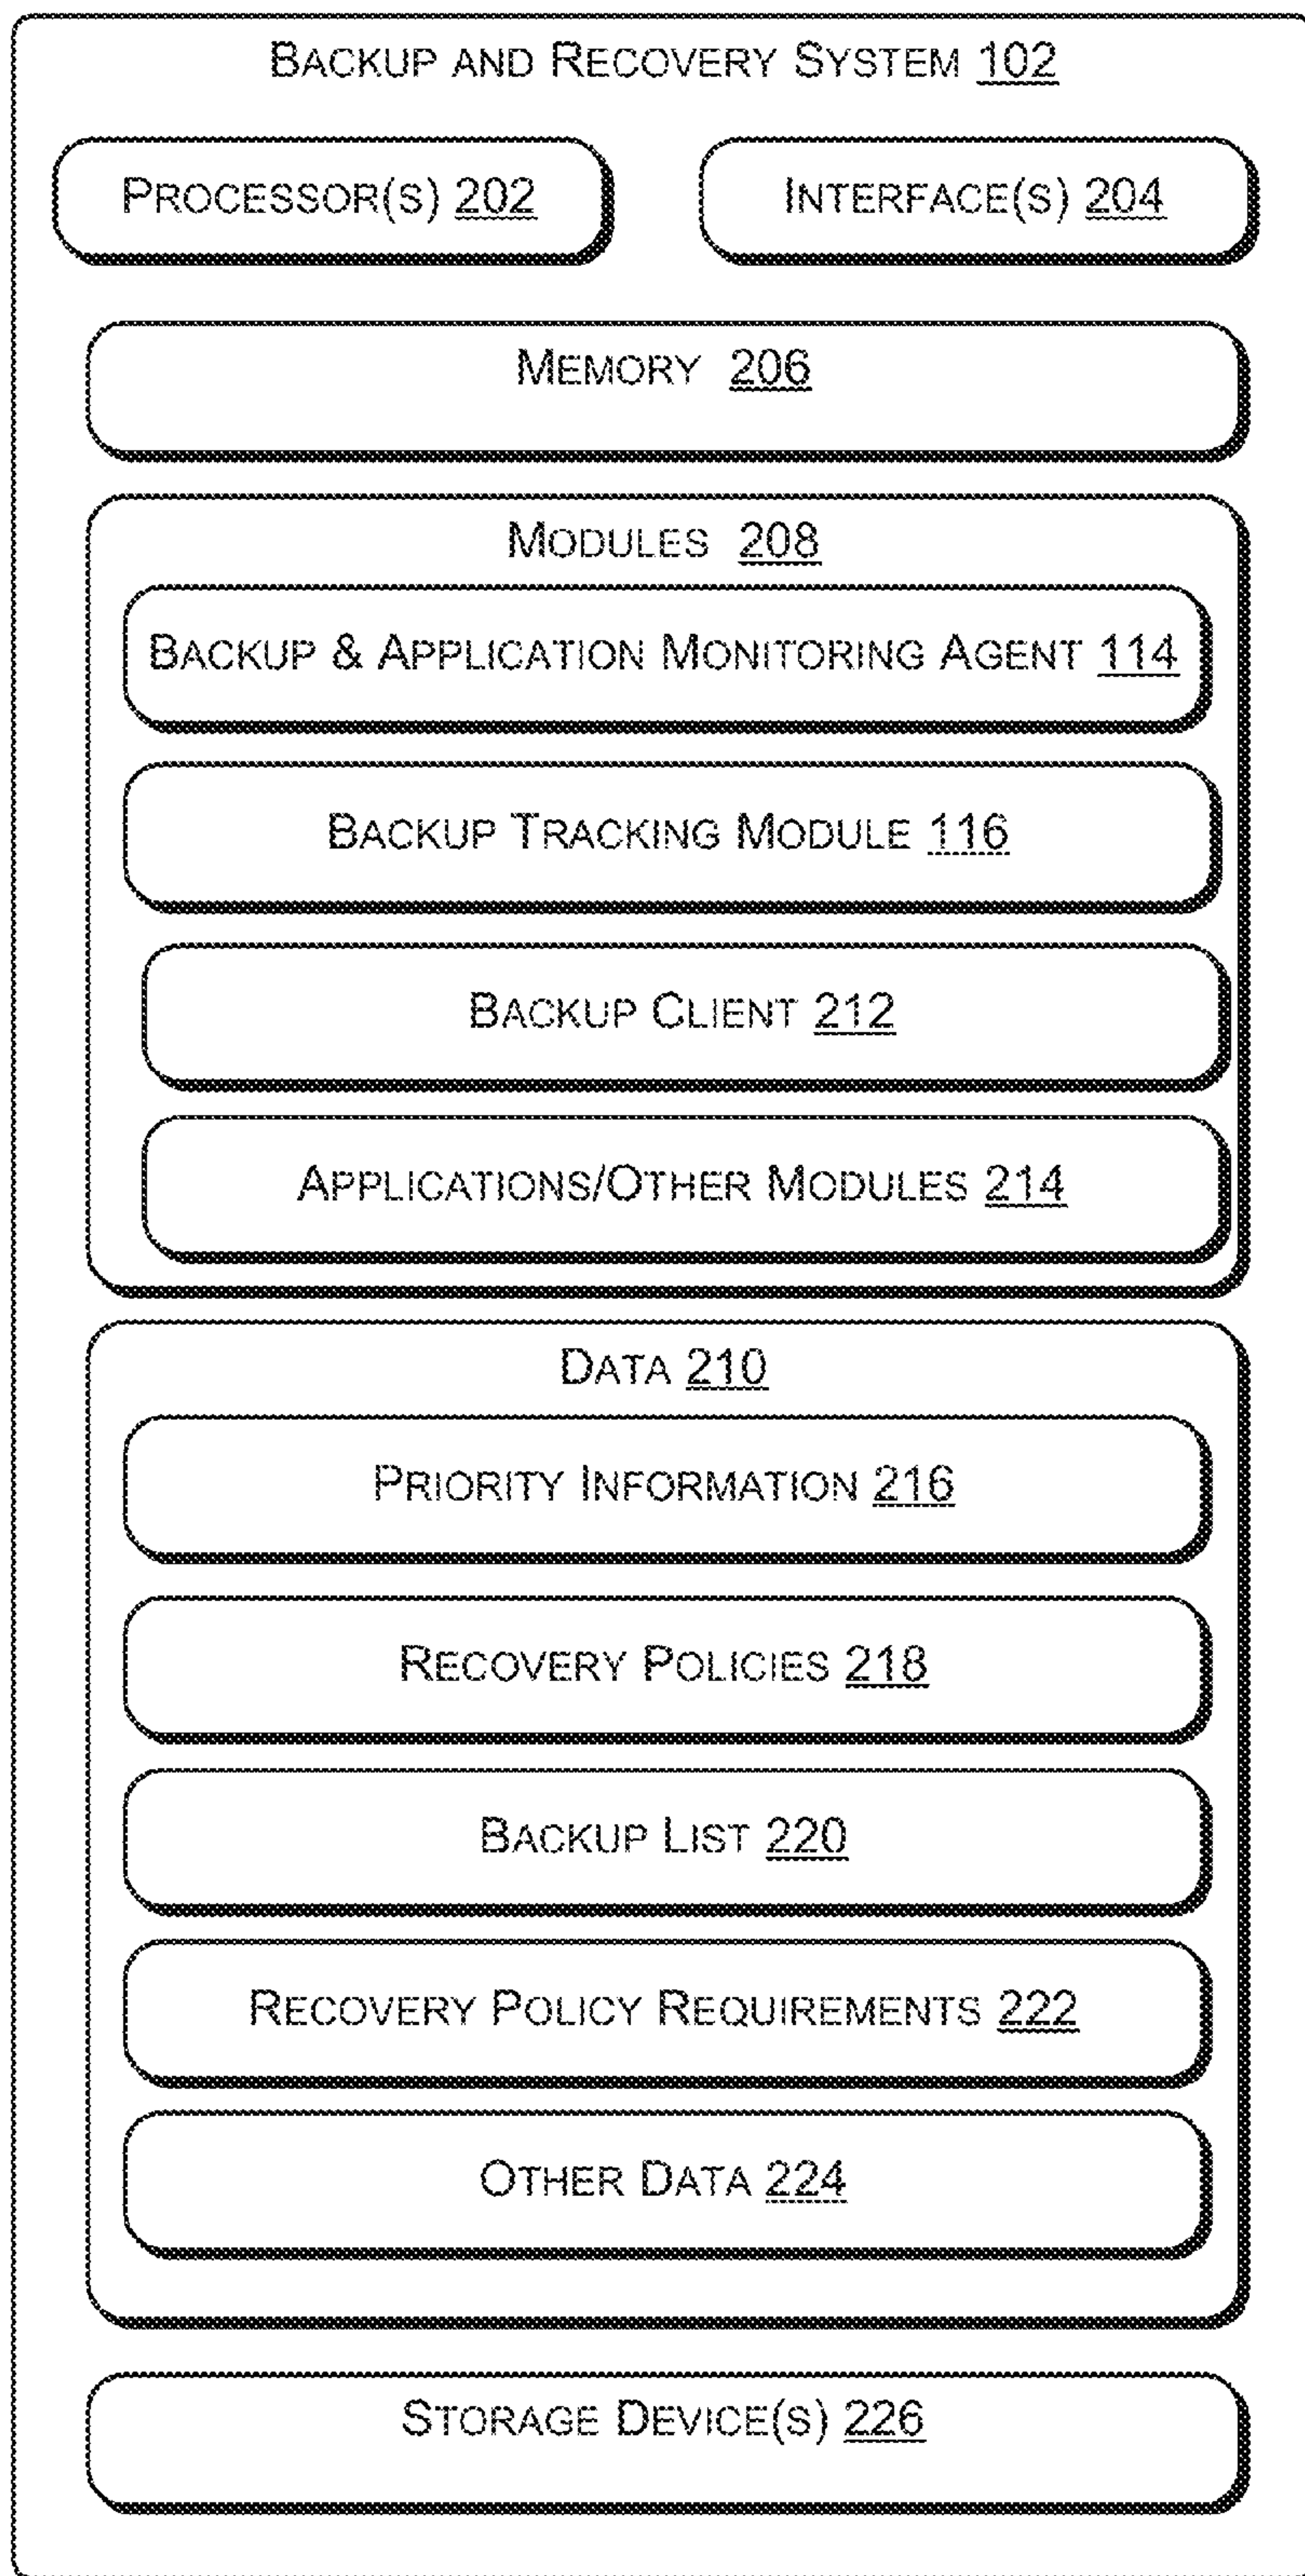 BACKUP AND RECOVERY SYSTEM 102
PROCESSOR(S) 202
INTERFACE(S) 204
MEMORY 206
MODULES 208
BACKUP & APPLICATION MONITORING AGENT 114
BACKUP TRACKING MODULE 116
BACKUP CLIENT 212
APPLICATIONS/OTHER MODULES 214
DATA 210
PRIORITY INFORMATION 216
RECOVERY POLICIES 218
BACKUP LIST 220
RECOVERY POLICY REQUIREMENTS 222
OTHER DATA 224
STORAGE DEVICE(S) 226